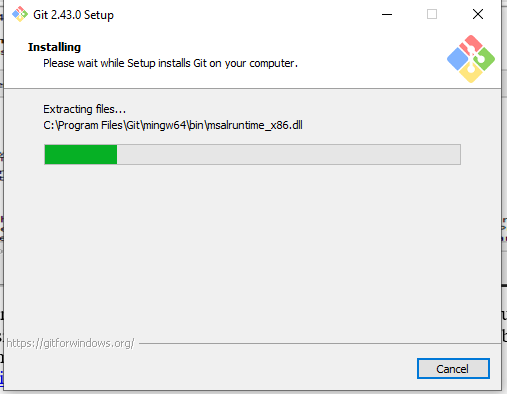 Git 2.43.0 Setup
Installing
Please wait while Setup installs Git on your computer.
Extracting files...
C:\Program Files\Git\mingw64\bin\msalruntime_x86.dll
https://gitforwindows.org/
Cancel